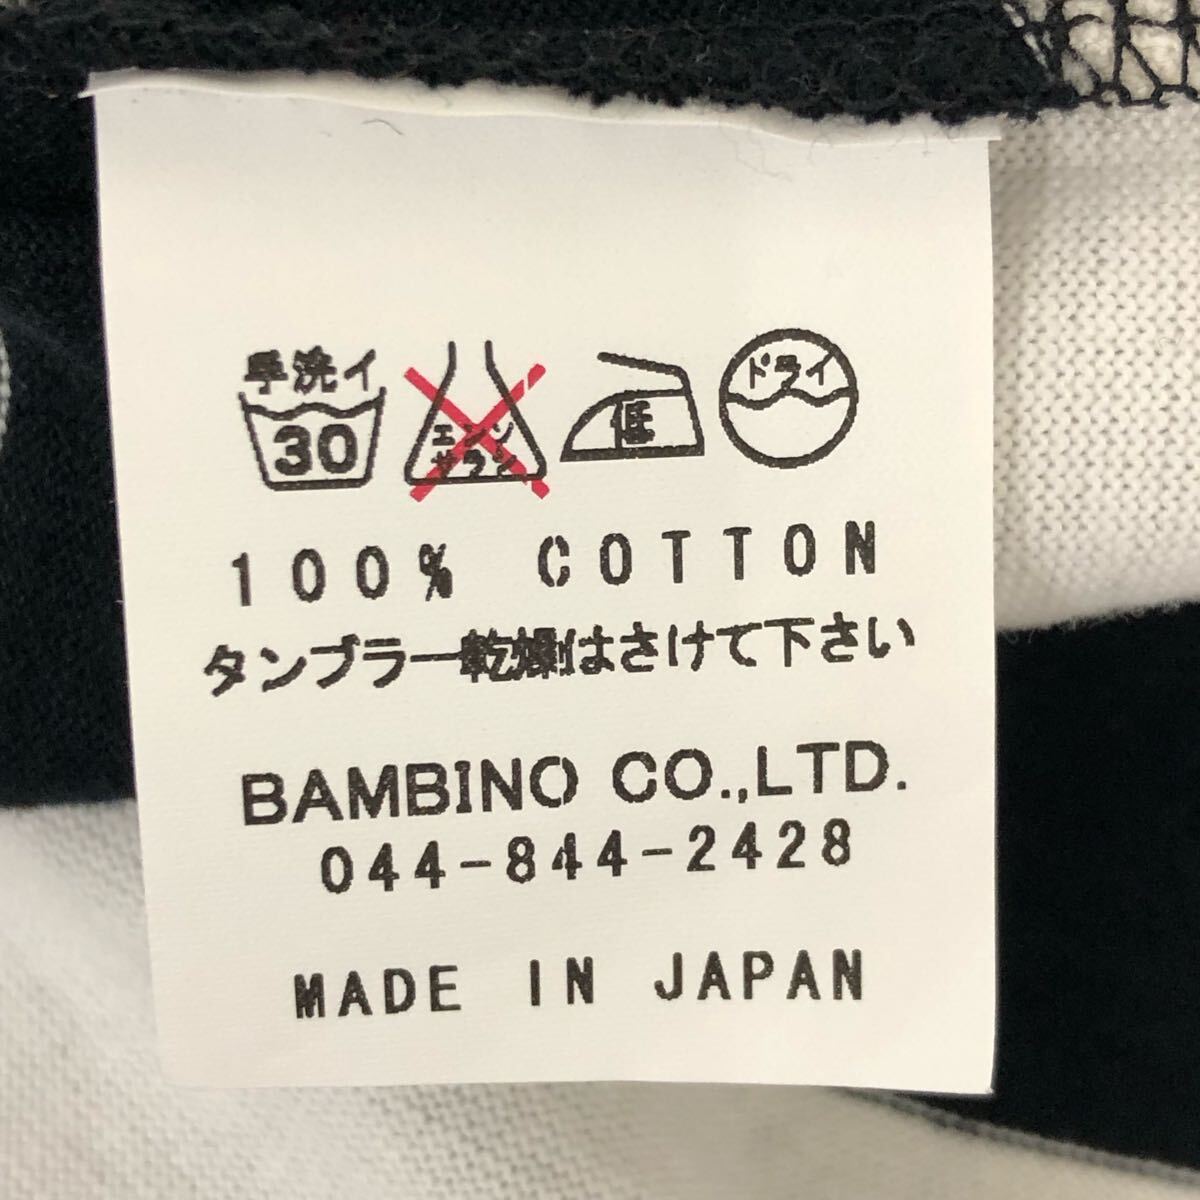 手洗イ
30
エンソ
サラシ
低
ドライ
100% COTTON
タンブラー乾燥はさけて下さい
BAMBINO CO.,LTD.
044-844-2428
MADE IN JAPAN